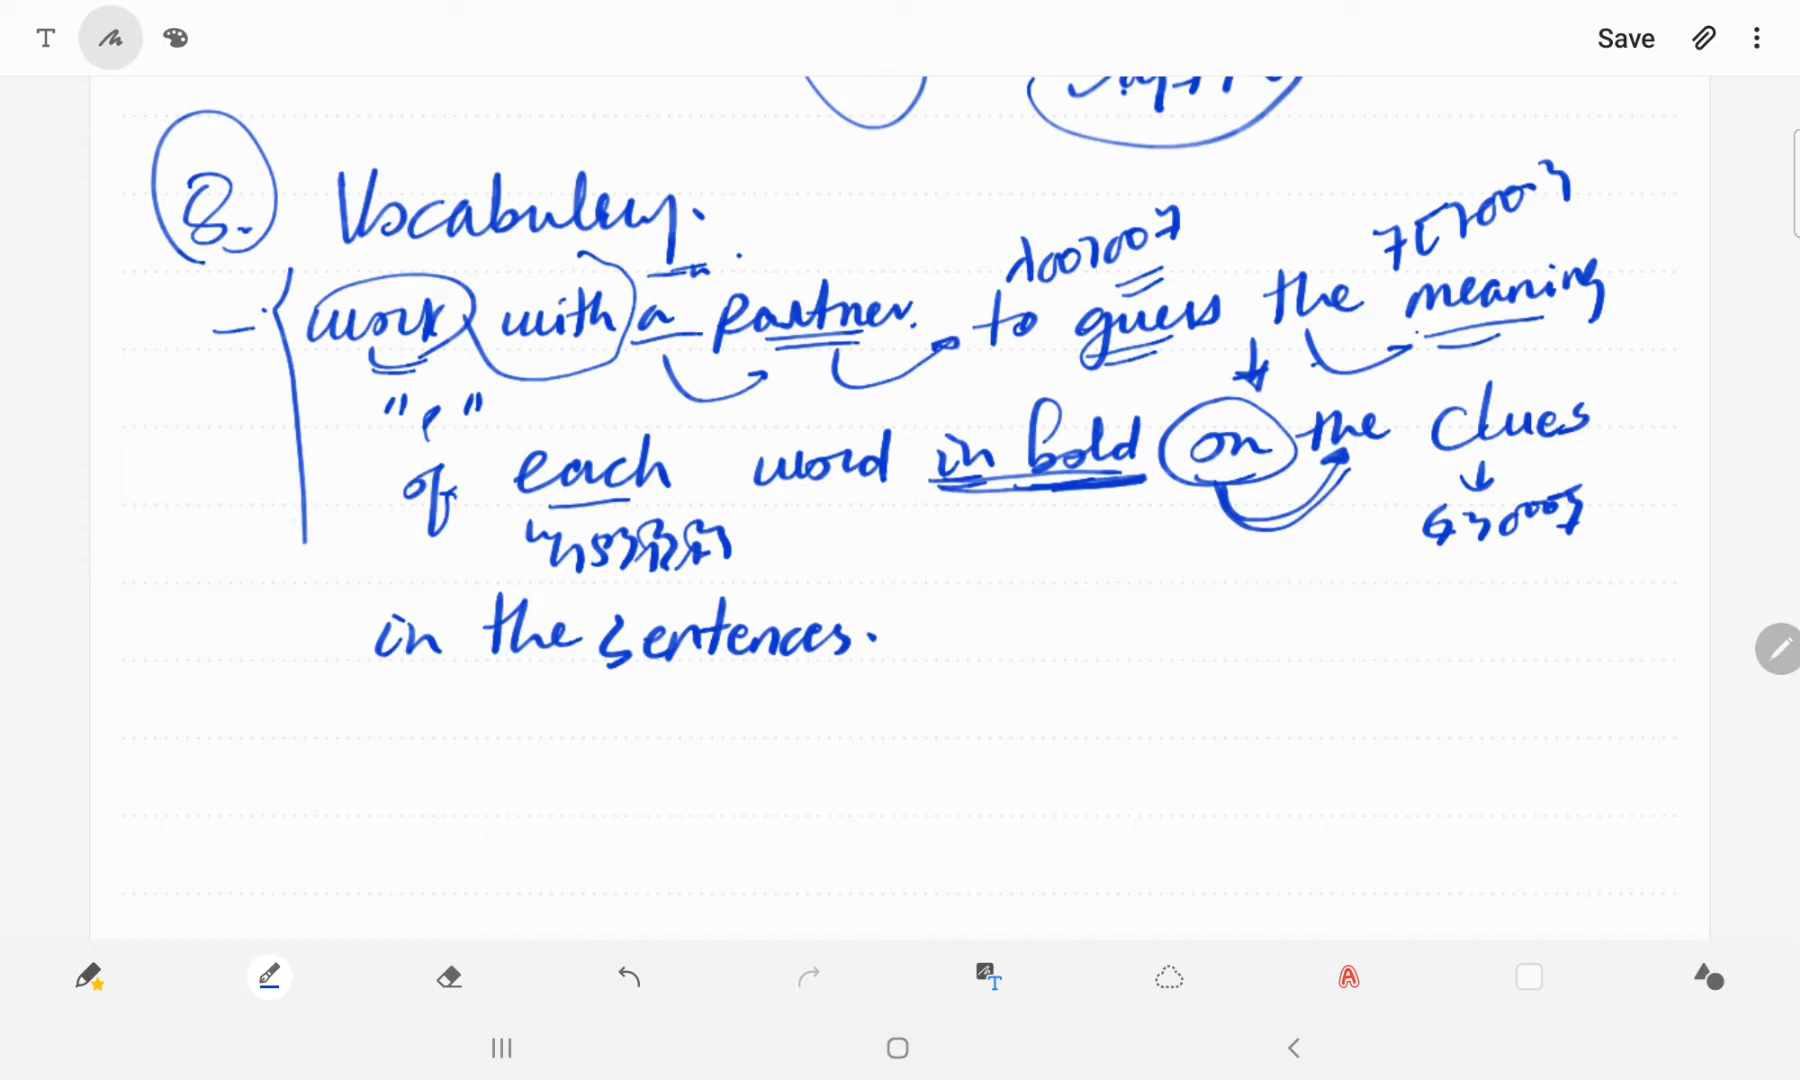 Save
8. Vocabulary.
- work with a partner. to guess the meaning
of each word in bold on the clues
in the sentences.